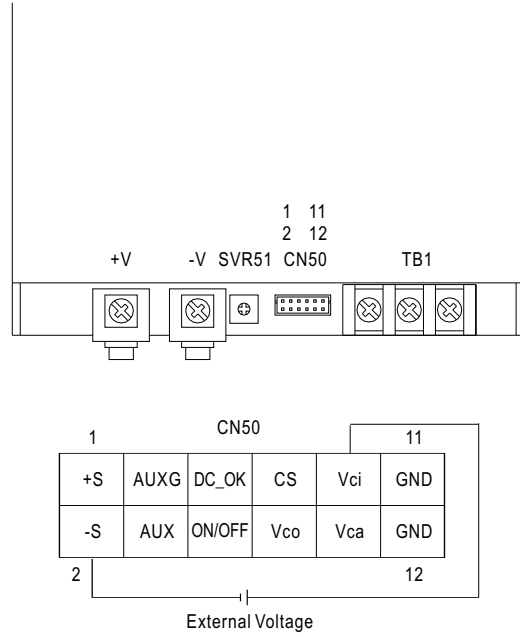 1 11
2 12
+V -V SVR51 CN50 TB1
CN50
1 11
+S AUXG DC_OK CS Vci GND
-S AUX ON/OFF Vco Vca GND
2 12
External Voltage